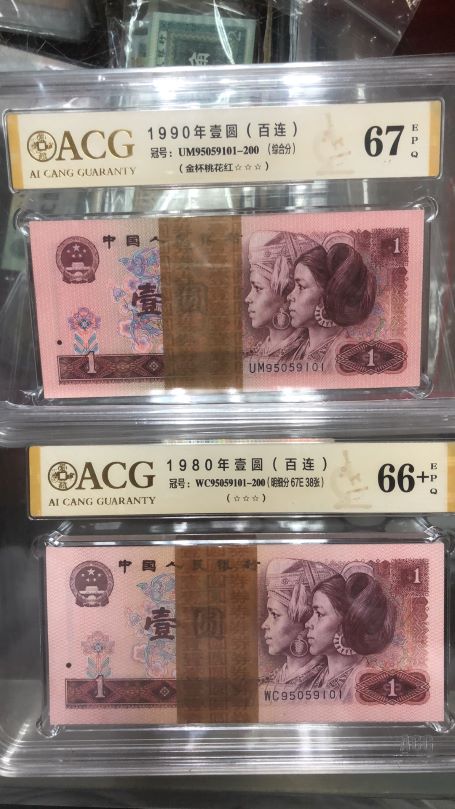 ACG
AI CANG GUARANTY
1990年壹圆（百连）
冠号：UM95059101-200（综合分）
（金杯桃花红☆☆☆）
67 EPQ
中国人民银行
1
壹圆
1
UM95059101
1
ACG
AI CANG GUARANTY
1980年壹圆（百连）
冠号：WC95059101-200（明细分 67E 38张）
（☆☆☆）
66+ EPQ
中国人民银行
1
壹圆
1
WC95059101
1
ACG